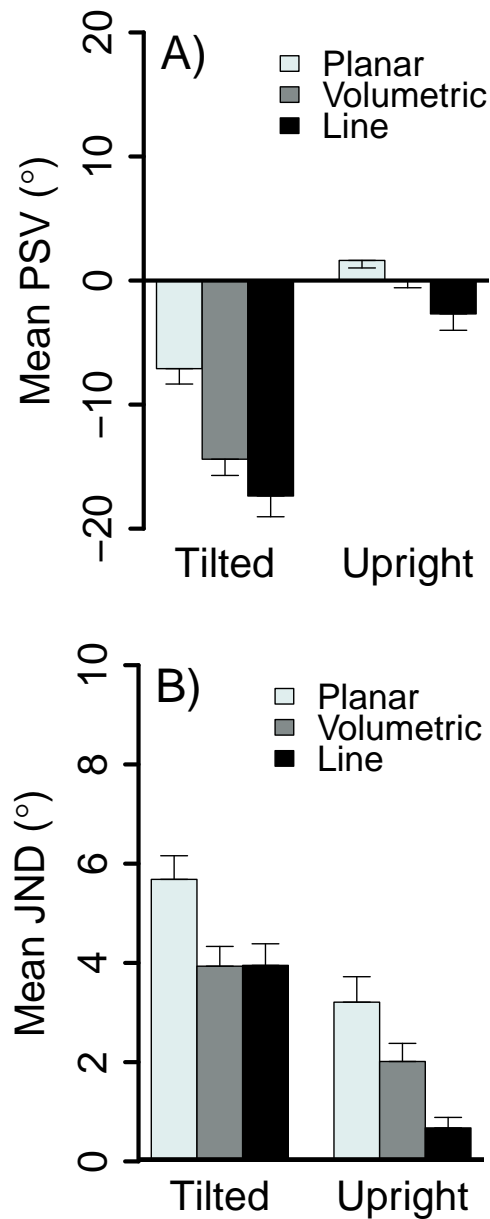 A)
Planar
Volumetric
Line
Mean PSV (°)
20
10
0
−10
−20
Tilted Upright
B)
Planar
Volumetric
Line
Mean JND (°)
10
8
6
4
2
0
Tilted Upright